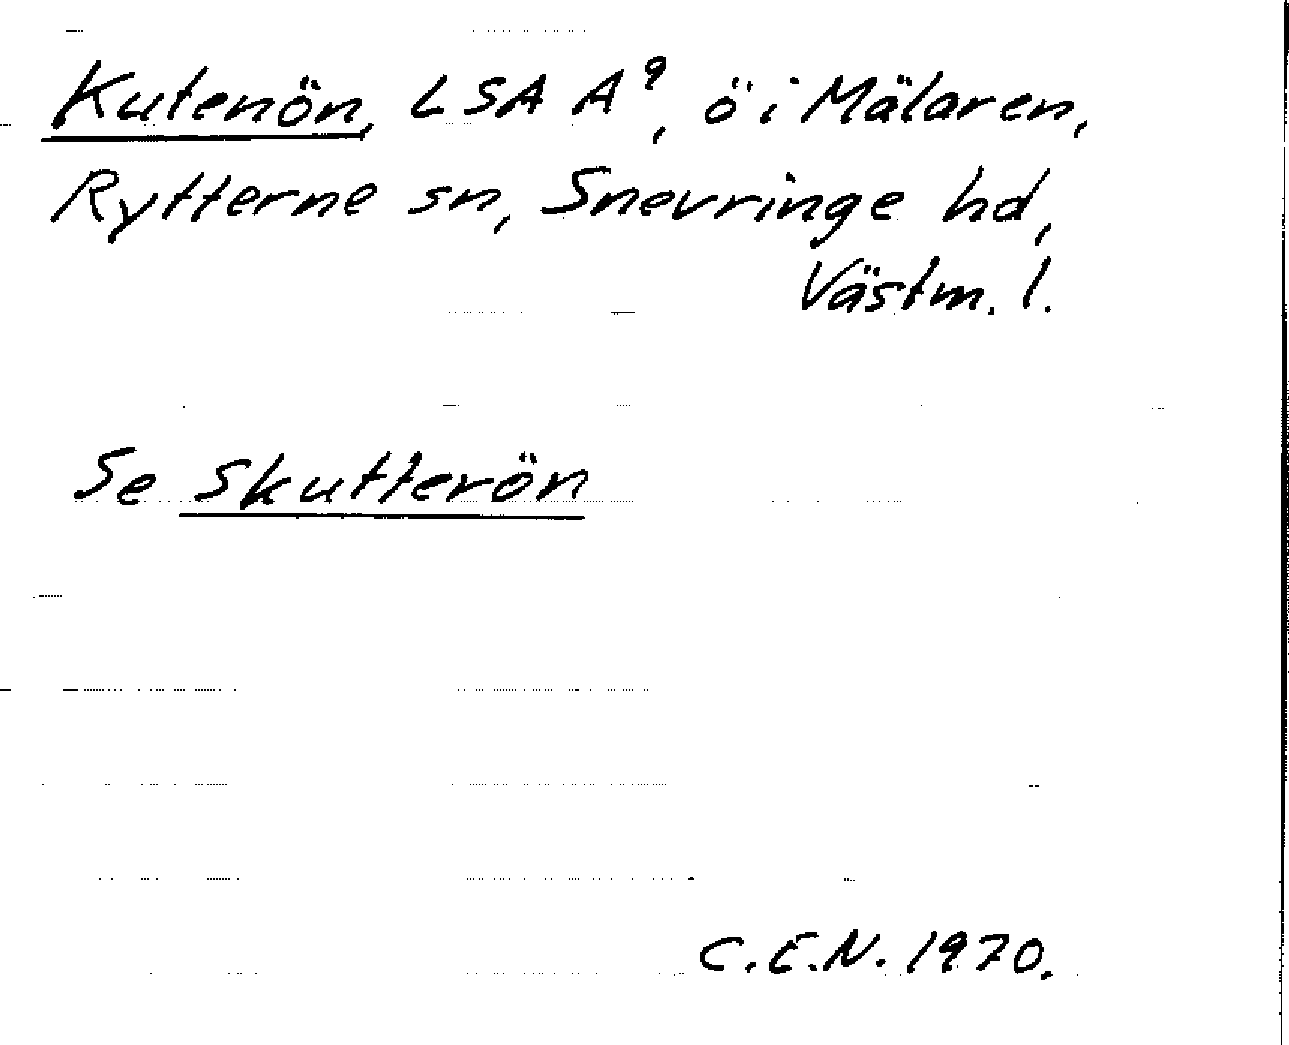 Kutenön, LSA A⁹, ö i Mälaren,
Rytterne sn, Snevringe hd,
Västm. l.
Se Skutterön
C.E.N. 1970.